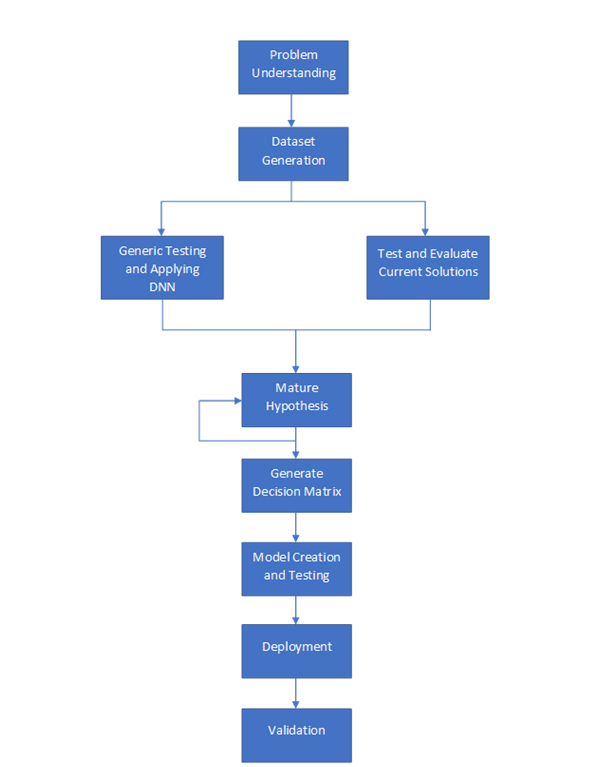 Problem
Understanding
Dataset
Generation
Generic Testing
and Applying
DNN
Test and Evaluate
Current Solutions
Mature
Hypothesis
Generate
Decision Matrix
Model Creation
and Testing
Deployment
Validation